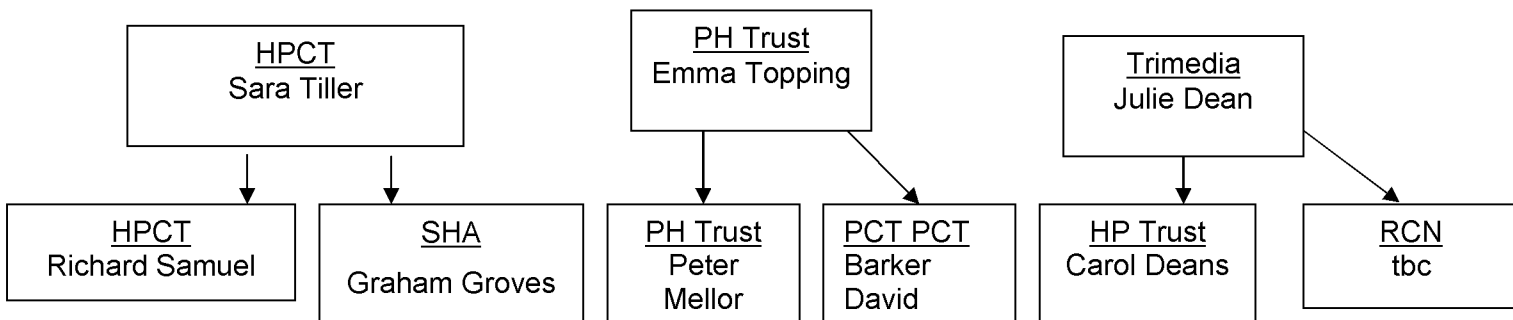 HPCT
Sara Tiller
PH Trust
Emma Topping
Trimedia
Julie Dean
HPCT
Richard Samuel
SHA
Graham Groves
PH Trust
Peter
Mellor
PCT PCT
Barker
David
HP Trust
Carol Deans
RCN
tbc